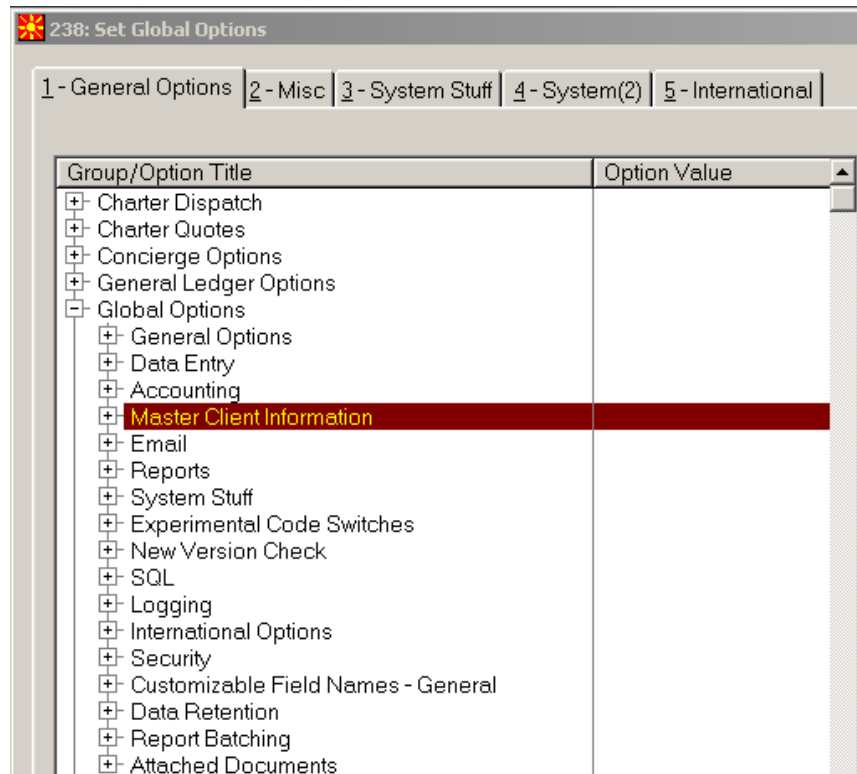 238: Set Global Options
1 - General Options 2 - Misc 3 - System Stuff 4 - System(2) 5 - International
Group/Option Title Option Value
Charter Dispatch
Charter Quotes
Concierge Options
General Ledger Options
Global Options
General Options
Data Entry
Accounting
Master Client Information
Email
Reports
System Stuff
Experimental Code Switches
New Version Check
SQL
Logging
International Options
Security
Customizable Field Names - General
Data Retention
Report Batching
Attached Documents